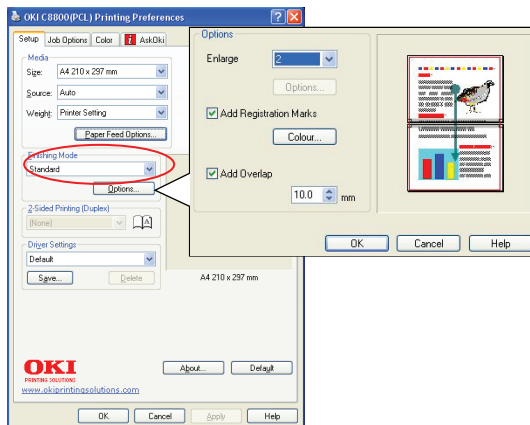 OKI C8800(PCL) Printing Preferences
Setup Job Options Color AskOki
Media
Size: A4 210 x 297 mm
Source: Auto
Weight: Printer Setting
Paper Feed Options...
Finishing Mode
Standard
Options...
2-Sided Printing (Duplex)
(None)
Driver Settings
Default
Save... Delete
A4 210 x 297 mm
OKI
PRINTING SOLUTIONS
www.okiprintingsolutions.com
About... Default
OK Cancel Apply Help
Options
Enlarge 2
Options...
Add Registration Marks
Colour...
Add Overlap
10.0 mm
OK Cancel Help